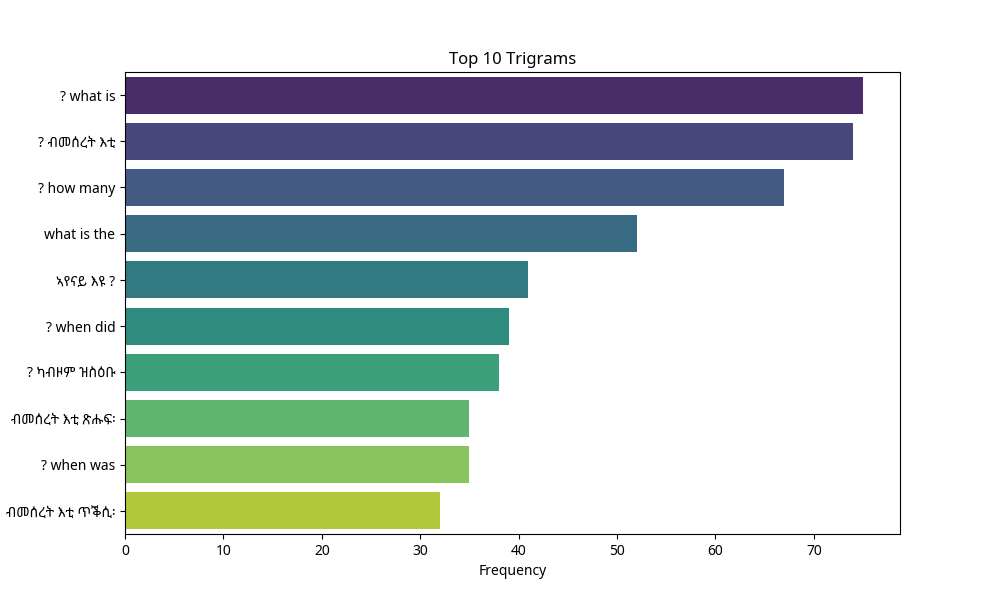 Top 10 Trigrams
? what is
? ብመሰረት እቲ
? how many
what is the
ኣየናይ እዩ ?
? when did
? ካብዞም ዝስዕቡ
ብመሰረት እቲ ጽሑፍ፡
? when was
ብመሰረት እቲ ጥቕሲ፡
0 10 20 30 40 50 60 70
Frequency